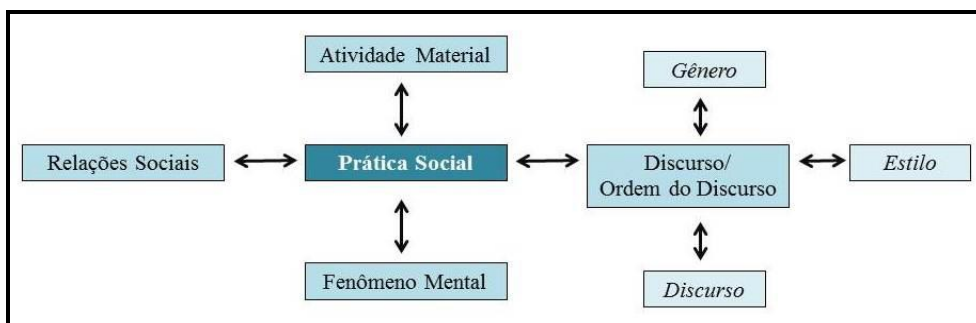 Atividade Material
Gênero
Relações Sociais
Prática Social
Discurso/
Ordem do Discurso
Estilo
Fenômeno Mental
Discurso